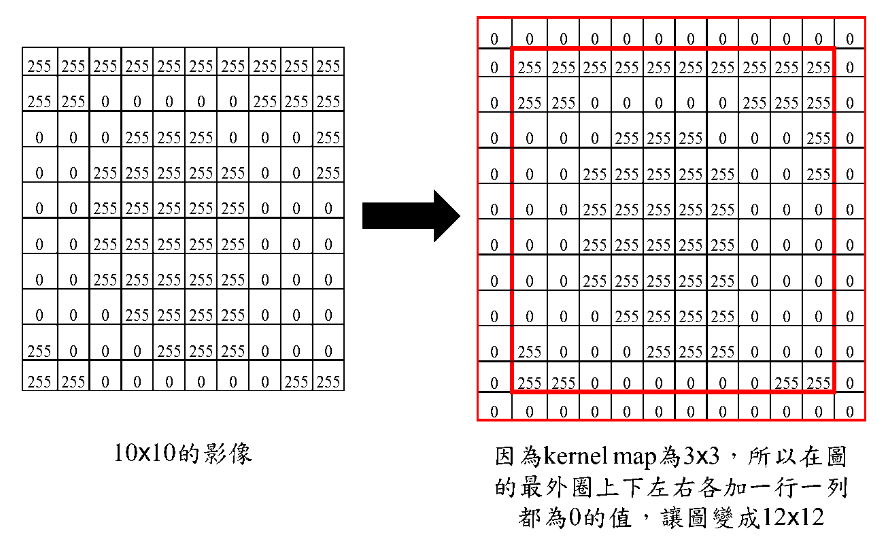 255 255 255 255 255 255 255 255 255 255
255 255 0 0 0 0 0 255 255 255
0 0 0 255 255 255 0 0 0 255
0 0 255 255 255 255 255 0 0 255
0 0 255 255 255 255 255 0 0 0
0 0 255 255 255 255 255 0 0 0
0 0 255 255 255 255 255 0 0 0
0 0 0 255 255 255 255 0 0 0
255 0 0 0 255 255 255 0 0 0
255 255 0 0 0 0 0 0 255 255
10x10的影像
0 0 0 0 0 0 0 0 0 0 0 0
0 255 255 255 255 255 255 255 255 255 255 0
0 255 255 0 0 0 0 0 255 255 255 0
0 0 0 0 255 255 255 0 0 0 255 0
0 0 0 255 255 255 255 255 0 0 255 0
0 0 0 255 255 255 255 255 0 0 0 0
0 0 0 255 255 255 255 255 0 0 0 0
0 0 0 255 255 255 255 255 0 0 0 0
0 0 0 0 255 255 255 255 0 0 0 0
0 255 0 0 0 255 255 255 0 0 0 0
0 255 255 0 0 0 0 0 0 255 255 0
0 0 0 0 0 0 0 0 0 0 0 0
因為kernel map為3x3，所以在圖
的最外圈上下左右各加一行一列
都為0的值，讓圖變成12x12